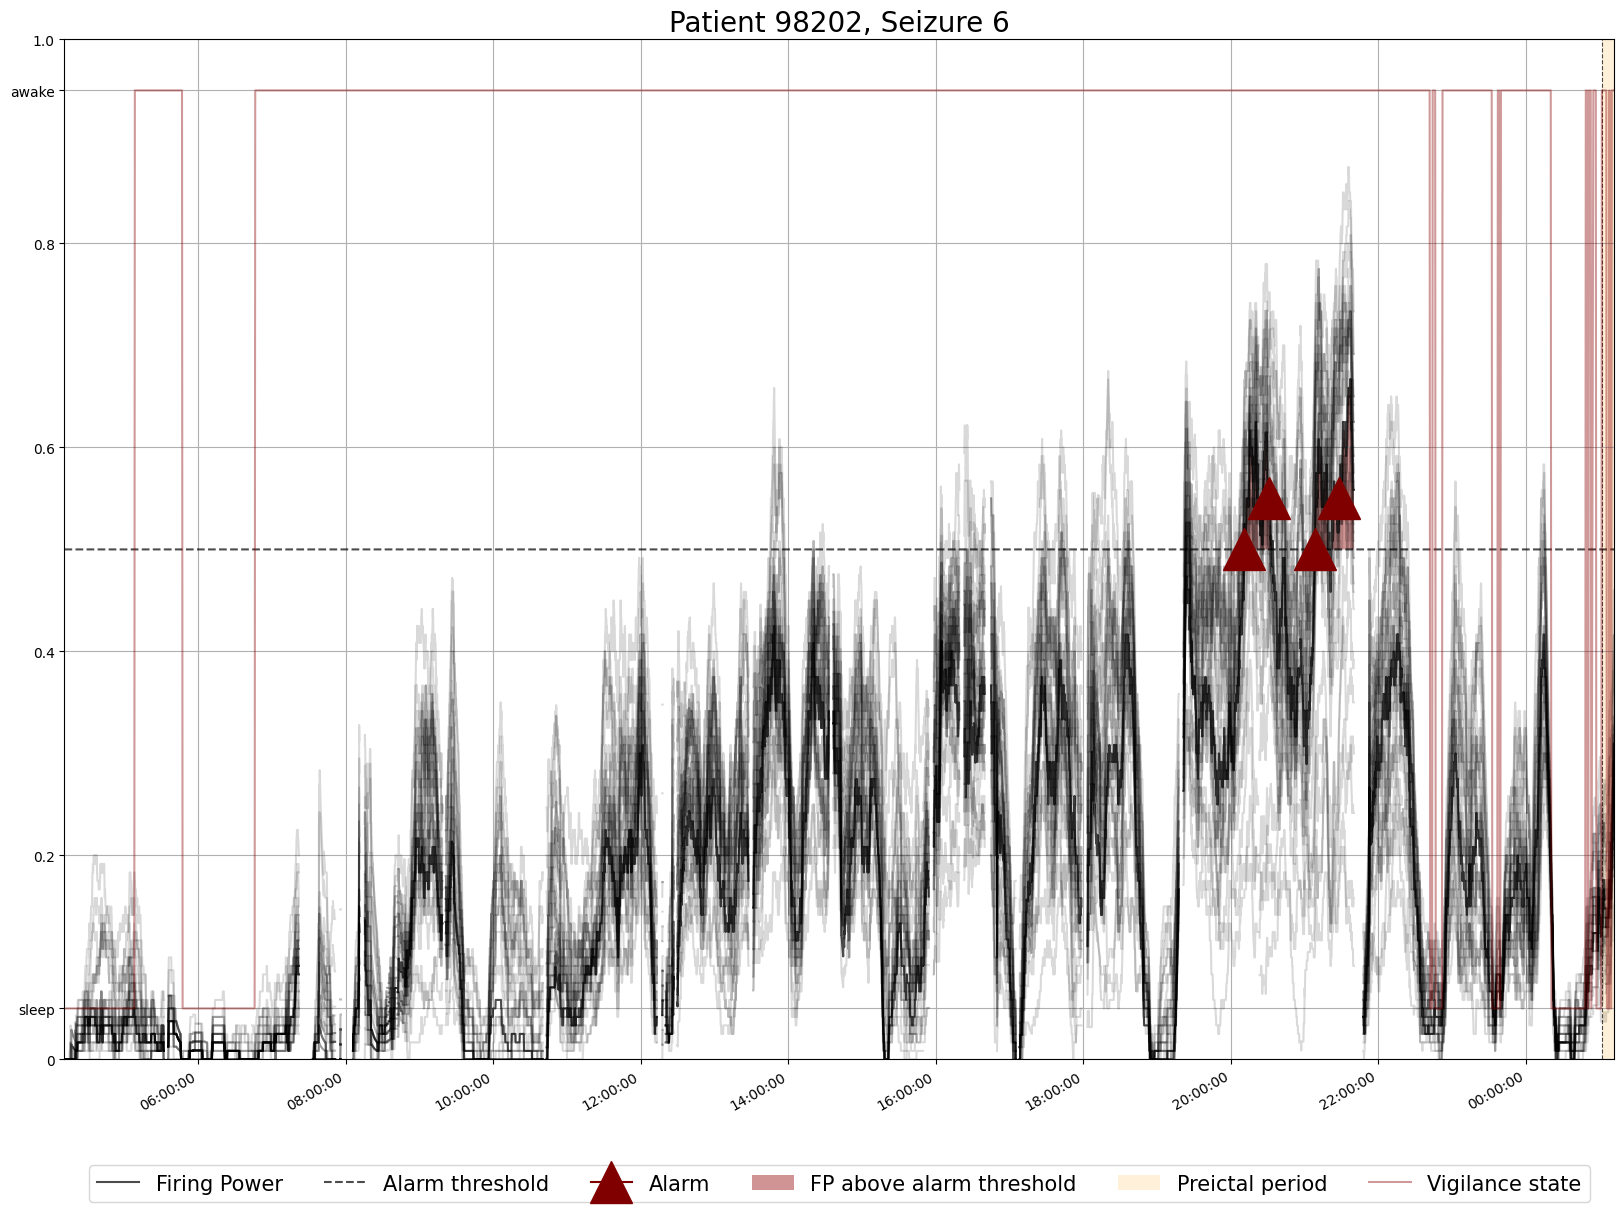 Patient 98202, Seizure 6
1.0
awake
0.8
0.6
0.4
0.2
sleep
0
06:00:00
08:00:00
10:00:00
12:00:00
14:00:00
16:00:00
18:00:00
20:00:00
22:00:00
00:00:00
Firing Power
Alarm threshold
Alarm
FP above alarm threshold
Preictal period
Vigilance state